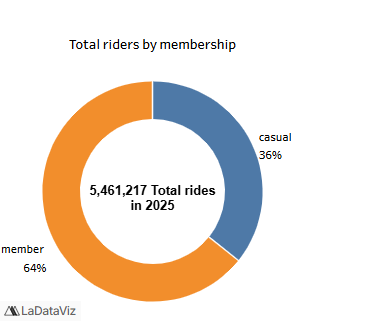 Total riders by membership
casual
36%
5,461,217 Total rides
in 2025
member
64%
LaDataViz